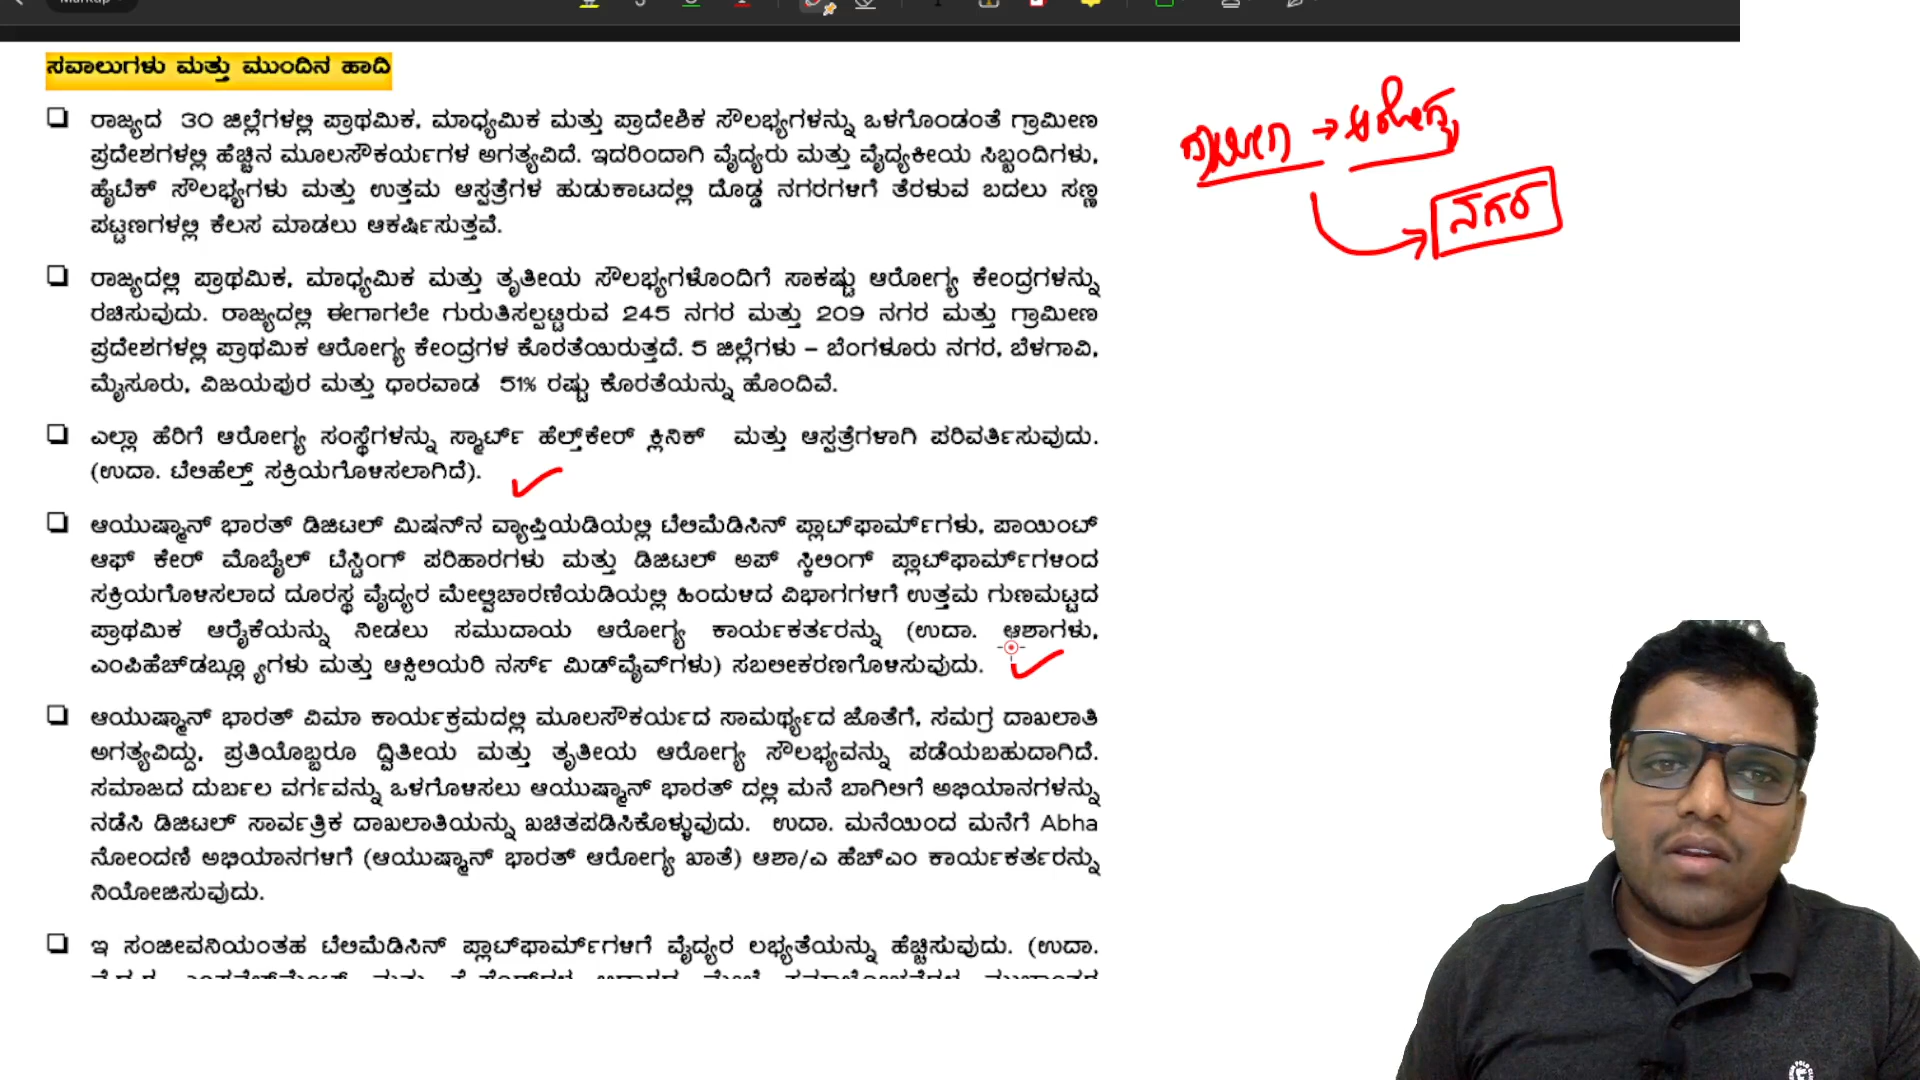 ಸವಾಲುಗಳು ಮತ್ತು ಮುಂದಿನ ಹಾದಿ
ರಾಜ್ಯದ 30 ಜಿಲ್ಲೆಗಳಲ್ಲಿ ಪ್ರಾಥಮಿಕ, ಮಾಧ್ಯಮಿಕ ಮತ್ತು ಪ್ರಾದೇಶಿಕ ಸೌಲಭ್ಯಗಳನ್ನು ಒಳಗೊಂಡಂತೆ ಗ್ರಾಮೀಣ
ಪ್ರದೇಶಗಳಲ್ಲಿ ಹೆಚ್ಚಿನ ಮೂಲಸೌಕರ್ಯಗಳ ಅಗತ್ಯವಿದೆ. ಇದರಿಂದಾಗಿ ವೈದ್ಯರು ಮತ್ತು ವೈದ್ಯಕೀಯ ಸಿಬ್ಬಂದಿಗಳು,
ಹೈಟೆಕ್ ಸೌಲಭ್ಯಗಳು ಮತ್ತು ಉತ್ತಮ ಆಸ್ಪತ್ರೆಗಳ ಹುಡುಕಾಟದಲ್ಲಿ ದೊಡ್ಡ ನಗರಗಳಿಗೆ ತೆರಳುವ ಬದಲು ಸಣ್ಣ
ಪಟ್ಟಣಗಳಲ್ಲಿ ಕೆಲಸ ಮಾಡಲು ಆಕರ್ಷಿಸುತ್ತವೆ.
ರಾಜ್ಯದಲ್ಲಿ ಪ್ರಾಥಮಿಕ, ಮಾಧ್ಯಮಿಕ ಮತ್ತು ತೃತೀಯ ಸೌಲಭ್ಯಗಳೊಂದಿಗೆ ಸಾಕಷ್ಟು ಆರೋಗ್ಯ ಕೇಂದ್ರಗಳನ್ನು
ರಚಿಸುವುದು. ರಾಜ್ಯದಲ್ಲಿ ಈಗಾಗಲೇ ಗುರುತಿಸಲ್ಪಟ್ಟಿರುವ 245 ನಗರ ಮತ್ತು 209 ನಗರ ಮತ್ತು ಗ್ರಾಮೀಣ
ಪ್ರದೇಶಗಳಲ್ಲಿ ಪ್ರಾಥಮಿಕ ಆರೋಗ್ಯ ಕೇಂದ್ರಗಳ ಕೊರತೆಯಿರುತ್ತದೆ. 5 ಜಿಲ್ಲೆಗಳು – ಬೆಂಗಳೂರು ನಗರ, ಬೆಳಗಾವಿ,
ಮೈಸೂರು, ವಿಜಯಪುರ ಮತ್ತು ಧಾರವಾಡ 51% ರಷ್ಟು ಕೊರತೆಯನ್ನು ಹೊಂದಿವೆ.
ಎಲ್ಲಾ ಹೆರಿಗೆ ಆರೋಗ್ಯ ಸಂಸ್ಥೆಗಳನ್ನು ಸ್ಮಾರ್ಟ್ ಹೆಲ್ತ್‌ಕೇರ್ ಕ್ಲಿನಿಕ್ ಮತ್ತು ಆಸ್ಪತ್ರೆಗಳಾಗಿ ಪರಿವರ್ತಿಸುವುದು.
(ಉದಾ. ಟೆಲಿಹೆಲ್ತ್ ಸಕ್ರಿಯಗೊಳಿಸಲಾಗಿದೆ).
ಆಯುಷ್ಮಾನ್ ಭಾರತ್ ಡಿಜಿಟಲ್ ಮಿಷನ್‌ನ ವ್ಯಾಪ್ತಿಯಡಿಯಲ್ಲಿ ಟೆಲಿಮೆಡಿಸಿನ್ ಪ್ಲಾಟ್‌ಫಾರ್ಮ್‌ಗಳು, ಪಾಯಿಂಟ್
ಆಫ್ ಕೇರ್ ಮೊಬೈಲ್ ಟೆಸ್ಟಿಂಗ್ ಪರಿಹಾರಗಳು ಮತ್ತು ಡಿಜಿಟಲ್ ಅಪ್ ಸ್ಕಿಲಿಂಗ್ ಪ್ಲಾಟ್‌ಫಾರ್ಮ್‌ಗಳಿಂದ
ಸಕ್ರಿಯಗೊಳಿಸಲಾದ ದೂರಸ್ಥ ವೈದ್ಯರ ಮೇಲ್ವಿಚಾರಣೆಯಡಿಯಲ್ಲಿ ಹಿಂದುಳಿದ ವಿಭಾಗಗಳಿಗೆ ಉತ್ತಮ ಗುಣಮಟ್ಟದ
ಪ್ರಾಥಮಿಕ ಆರೈಕೆಯನ್ನು ನೀಡಲು ಸಮುದಾಯ ಆರೋಗ್ಯ ಕಾರ್ಯಕರ್ತರನ್ನು (ಉದಾ. ಆಶಾಗಳು,
ಎಂಪಿಹೆಚ್‌ಡಬ್ಲ್ಯೂಗಳು ಮತ್ತು ಆಕ್ಸಿಲಿಯರಿ ನರ್ಸ್ ಮಿಡ್‌ವೈವ್‌ಗಳು) ಸಬಲೀಕರಣಗೊಳಿಸುವುದು.
ಆಯುಷ್ಮಾನ್ ಭಾರತ್ ವಿಮಾ ಕಾರ್ಯಕ್ರಮದಲ್ಲಿ ಮೂಲಸೌಕರ್ಯದ ಸಾಮರ್ಥ್ಯದ ಜೊತೆಗೆ, ಸಮಗ್ರ ದಾಖಲಾತಿ
ಅಗತ್ಯವಿದ್ದು, ಪ್ರತಿಯೊಬ್ಬರೂ ದ್ವಿತೀಯ ಮತ್ತು ತೃತೀಯ ಆರೋಗ್ಯ ಸೌಲಭ್ಯವನ್ನು ಪಡೆಯಬಹುದಾಗಿದೆ.
ಸಮಾಜದ ದುರ್ಬಲ ವರ್ಗವನ್ನು ಒಳಗೊಳಿಸಲು ಆಯುಷ್ಮಾನ್ ಭಾರತ್ ದಲ್ಲಿ ಮನೆ ಬಾಗಿಲಿಗೆ ಅಭಿಯಾನಗಳನ್ನು
ನಡೆಸಿ ಡಿಜಿಟಲ್ ಸಾರ್ವತ್ರಿಕ ದಾಖಲಾತಿಯನ್ನು ಖಚಿತಪಡಿಸಿಕೊಳ್ಳುವುದು. ಉದಾ. ಮನೆಯಿಂದ ಮನೆಗೆ Abha
ನೋಂದಣಿ ಅಭಿಯಾನಗಳಿಗೆ (ಆಯುಷ್ಮಾನ್ ಭಾರತ್ ಆರೋಗ್ಯ ಖಾತೆ) ಆಶಾ/ಎ ಹೆಚ್ಎಂ ಕಾರ್ಯಕರ್ತರನ್ನು
ನಿಯೋಜಿಸುವುದು.
ಇ ಸಂಜೀವನಿಯಂತಹ ಟೆಲಿಮೆಡಿಸಿನ್ ಪ್ಲಾಟ್‌ಫಾರ್ಮ್‌ಗಳಿಗೆ ವೈದ್ಯರ ಲಭ್ಯತೆಯನ್ನು ಹೆಚ್ಚಿಸುವುದು. (ಉದಾ.
ಗ್ರಾಮೀಣ → ಆರೋಗ್ಯ
ನಗರ